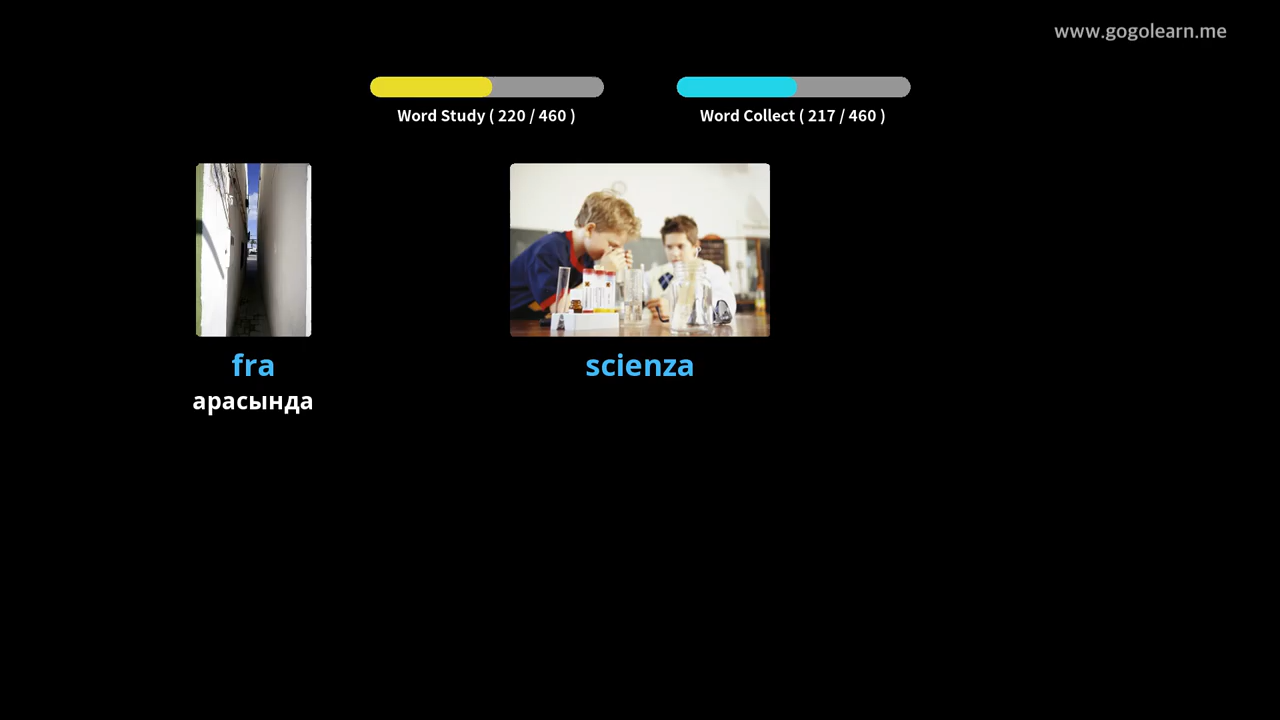 www.gogolearn.me
Word Study ( 220 / 460 )
Word Collect ( 217 / 460 )
fra
арасында
scienza